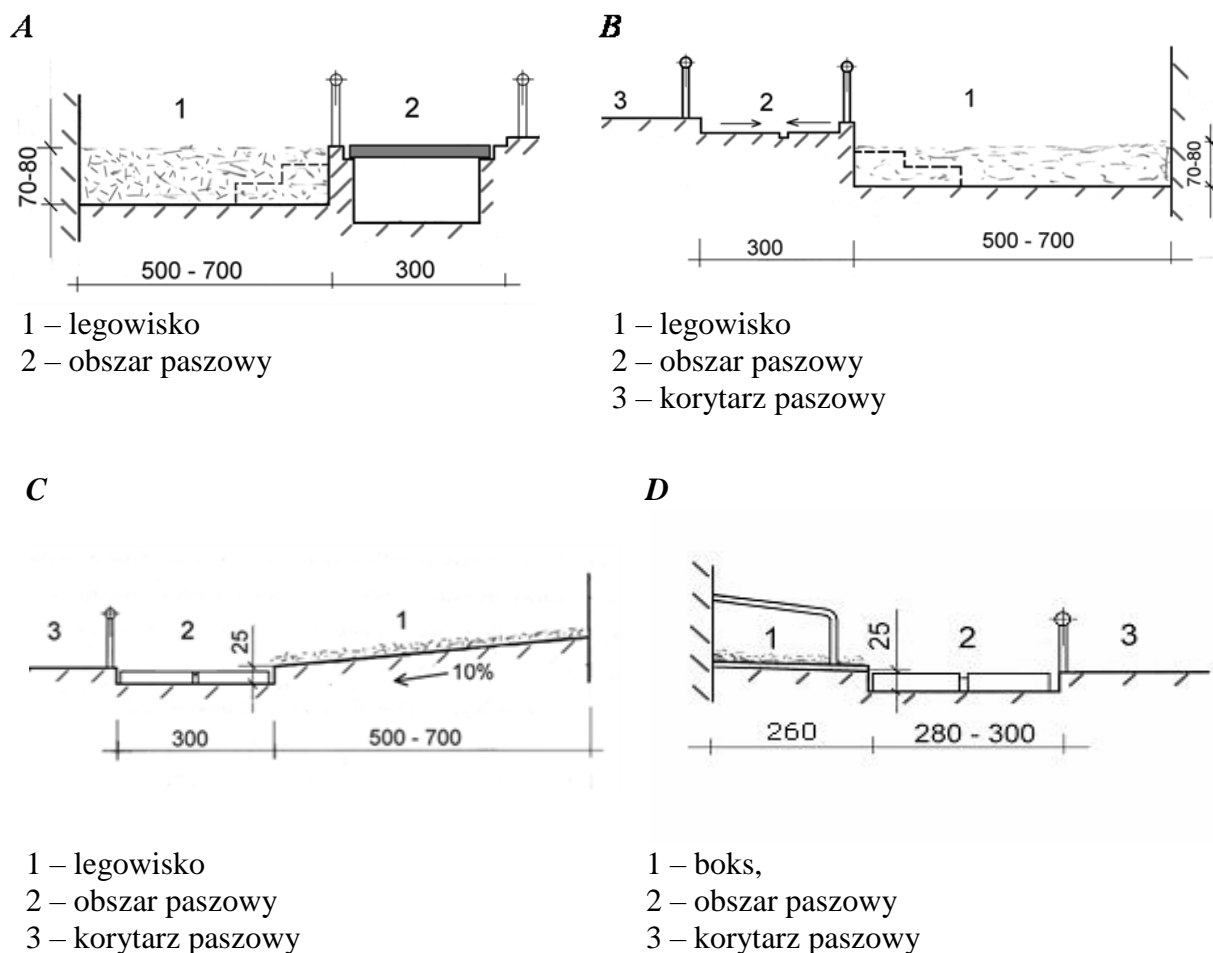 A
1
2
70-80
500 - 700
300
1 – legowisko
2 – obszar paszowy
B
3
2
1
70-80
300
500 - 700
1 – legowisko
2 – obszar paszowy
3 – korytarz paszowy
C
3
2
25
1
10%
300
500 - 700
1 – legowisko
2 – obszar paszowy
3 – korytarz paszowy
D
1
25
2
3
260
280 - 300
1 – boks,
2 – obszar paszowy
3 – korytarz paszowy